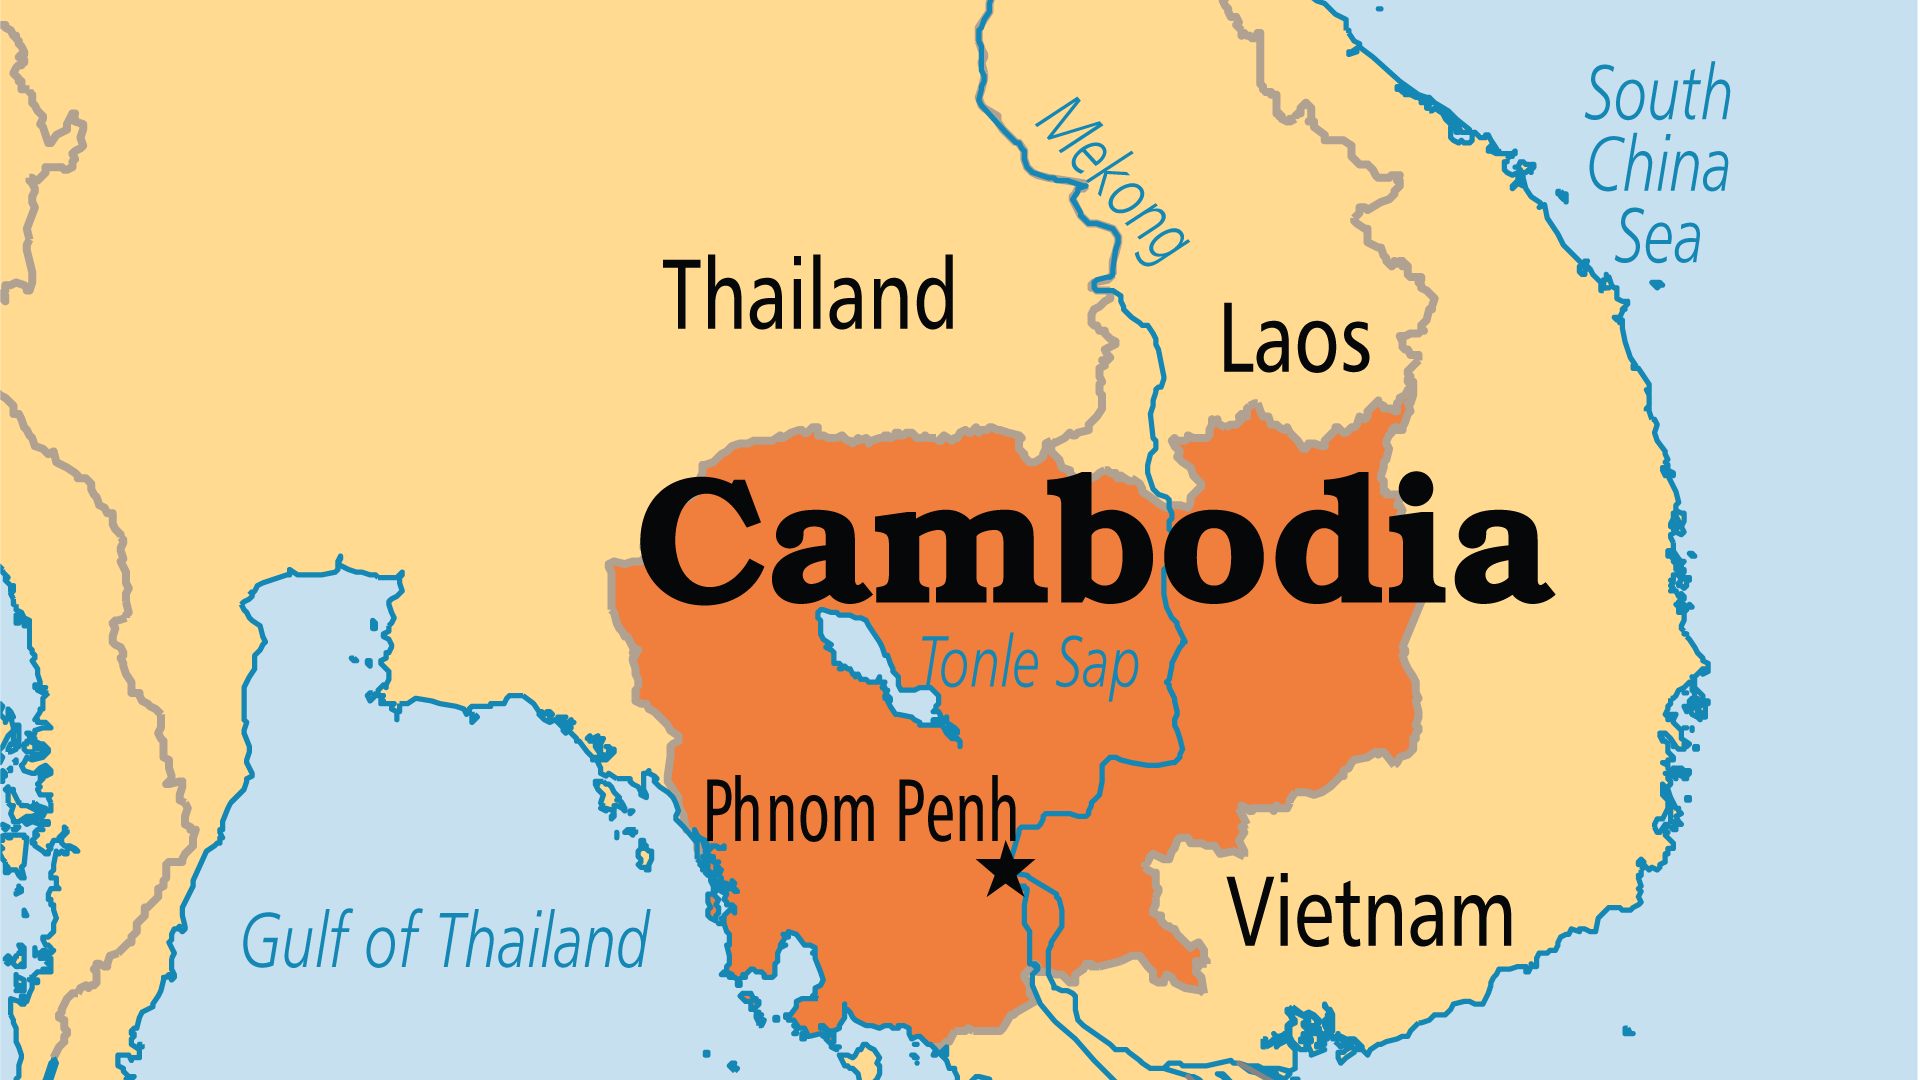 South
China
Sea
Mekong
Thailand
Laos
Cambodia
Tonle Sap
Phnom Penh
Vietnam
Gulf of Thailand